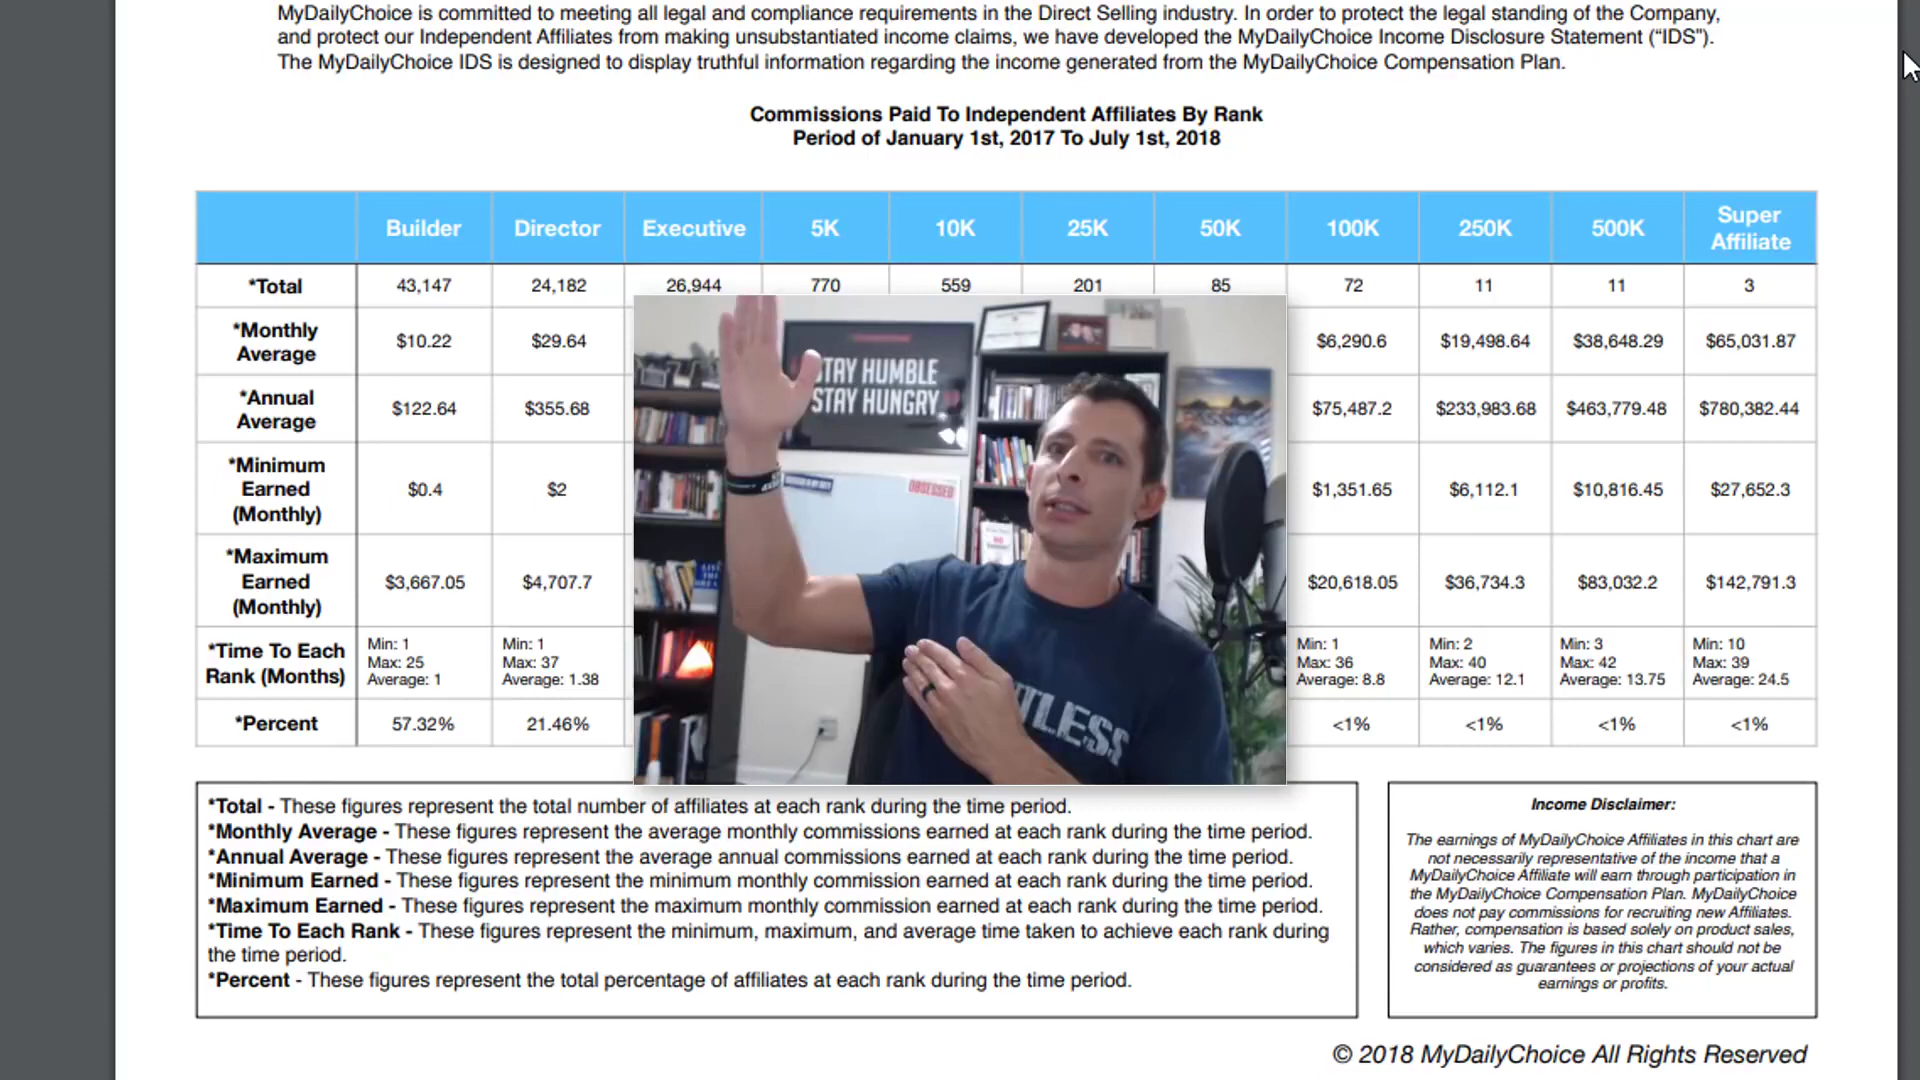 MyDailyChoice is committed to meeting all legal and compliance requirements in the Direct Selling industry. In order to protect the legal standing of the Company,
and protect our Independent Affiliates from making unsubstantiated income claims, we have developed the MyDailyChoice Income Disclosure Statement (“IDS”).
The MyDailyChoice IDS is designed to display truthful information regarding the income generated from the MyDailyChoice Compensation Plan.
Commissions Paid To Independent Affiliates By Rank
Period of January 1st, 2017 To July 1st, 2018
Builder Director Executive 5K 10K 25K 50K 100K 250K 500K Super Affiliate
*Total 43,147 24,182 26,944 770 559 201 85 72 11 11 3
*Monthly Average $10.22 $29.64 $6,290.6 $19,498.64 $38,648.29 $65,031.87
*Annual Average $122.64 $355.68 $75,487.2 $233,983.68 $463,779.48 $780,382.44
*Minimum Earned (Monthly) $0.4 $2 $1,351.65 $6,112.1 $10,816.45 $27,652.3
*Maximum Earned (Monthly) $3,667.05 $4,707.7 $20,618.05 $36,734.3 $83,032.2 $142,791.3
*Time To Each Rank (Months)
Min: 1 Max: 25 Average: 1
Min: 1 Max: 37 Average: 1.38
Min: 1 Max: 36 Average: 8.8
Min: 2 Max: 40 Average: 12.1
Min: 3 Max: 42 Average: 13.75
Min: 10 Max: 39 Average: 24.5
*Percent 57.32% 21.46% <1% <1% <1% <1%
STAY HUMBLE
STAY HUNGRY
OBSESSED
TLESS
*Total - These figures represent the total number of affiliates at each rank during the time period.
*Monthly Average - These figures represent the average monthly commissions earned at each rank during the time period.
*Annual Average - These figures represent the average annual commissions earned at each rank during the time period.
*Minimum Earned - These figures represent the minimum monthly commission earned at each rank during the time period.
*Maximum Earned - These figures represent the maximum monthly commission earned at each rank during the time period.
*Time To Each Rank - These figures represent the minimum, maximum, and average time taken to achieve each rank during
the time period.
*Percent - These figures represent the total percentage of affiliates at each rank during the time period.
Income Disclaimer:
The earnings of MyDailyChoice Affiliates in this chart are
not necessarily representative of the income that a
MyDailyChoice Affiliate will earn through participation in
the MyDailyChoice Compensation Plan. MyDailyChoice
does not pay commissions for recruiting new Affiliates.
Rather, compensation is based solely on product sales,
which varies. The figures in this chart should not be
considered as guarantees or projections of your actual
earnings or profits.
© 2018 MyDailyChoice All Rights Reserved